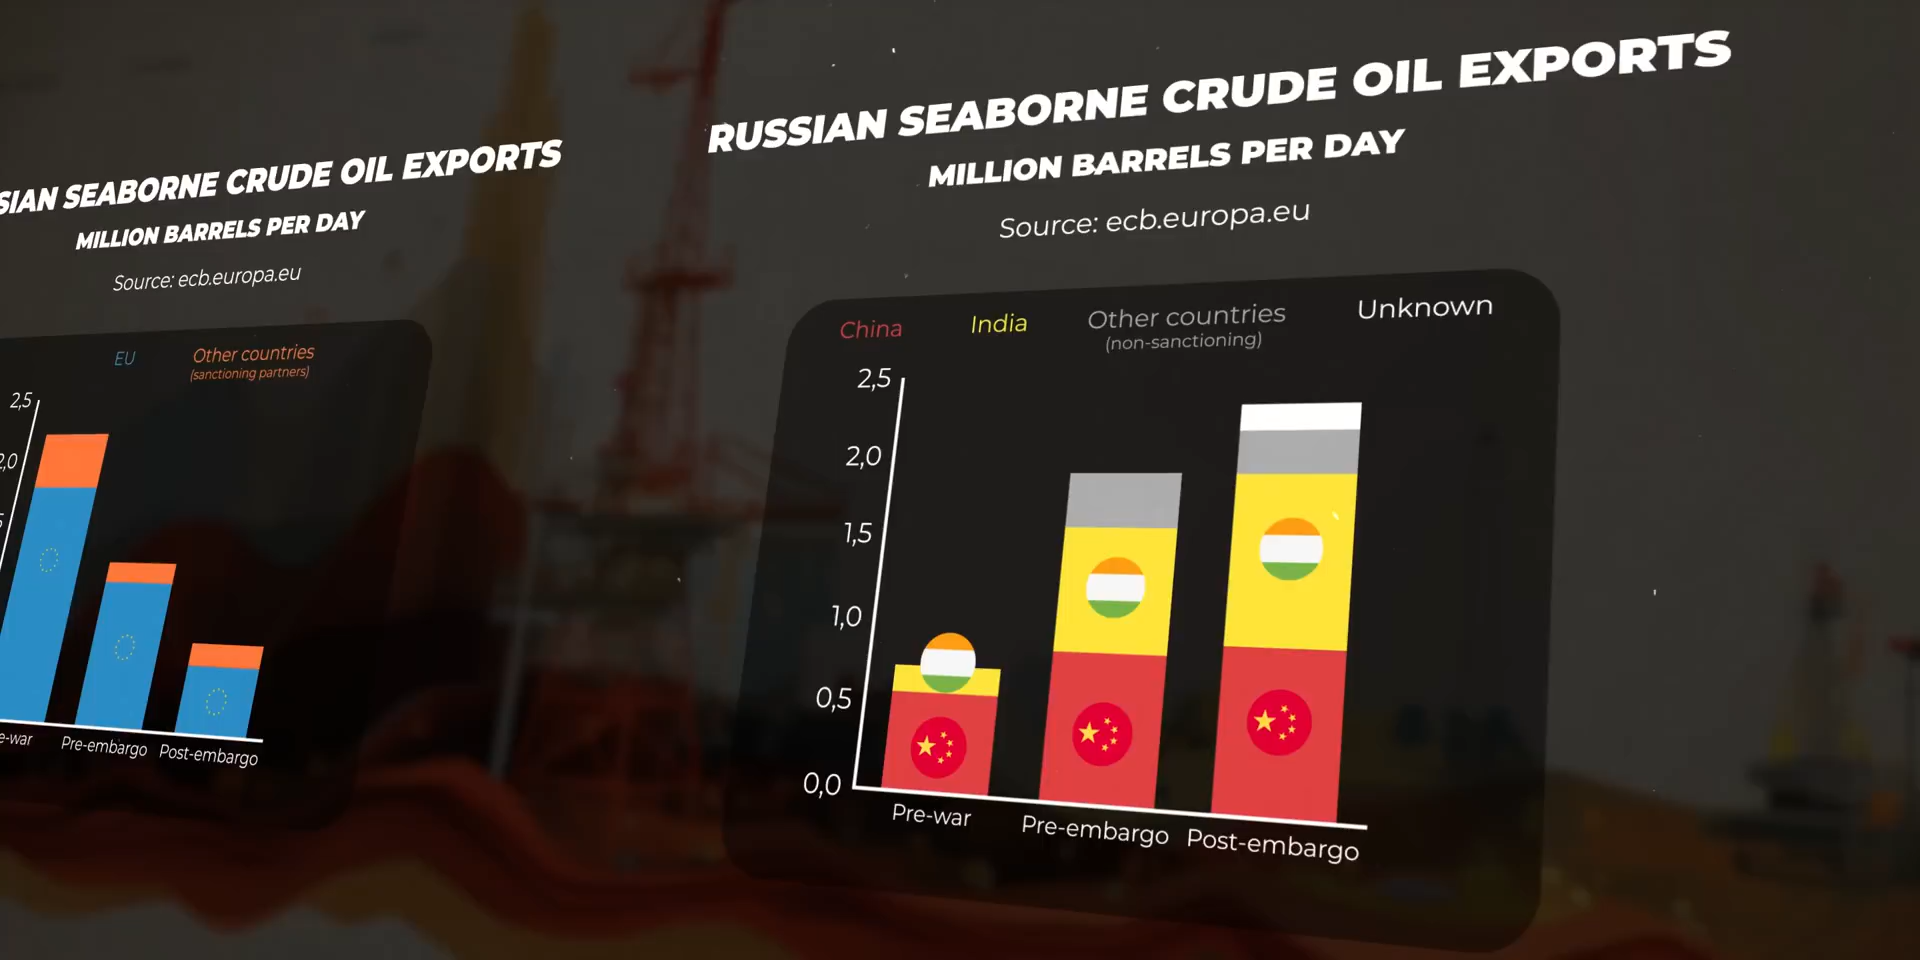 SIAN SEABORNE CRUDE OIL EXPORTS
MILLION BARRELS PER DAY
Source: ecb.europa.eu
EU
Other countries
(sanctioning partners)
2,5
2,0
e-war
Pre-embargo
Post-embargo
RUSSIAN SEABORNE CRUDE OIL EXPORTS
MILLION BARRELS PER DAY
Source: ecb.europa.eu
China
India
Other countries
(non-sanctioning)
Unknown
2,5
2,0
1,5
1,0
0,5
0,0
Pre-war
Pre-embargo
Post-embargo